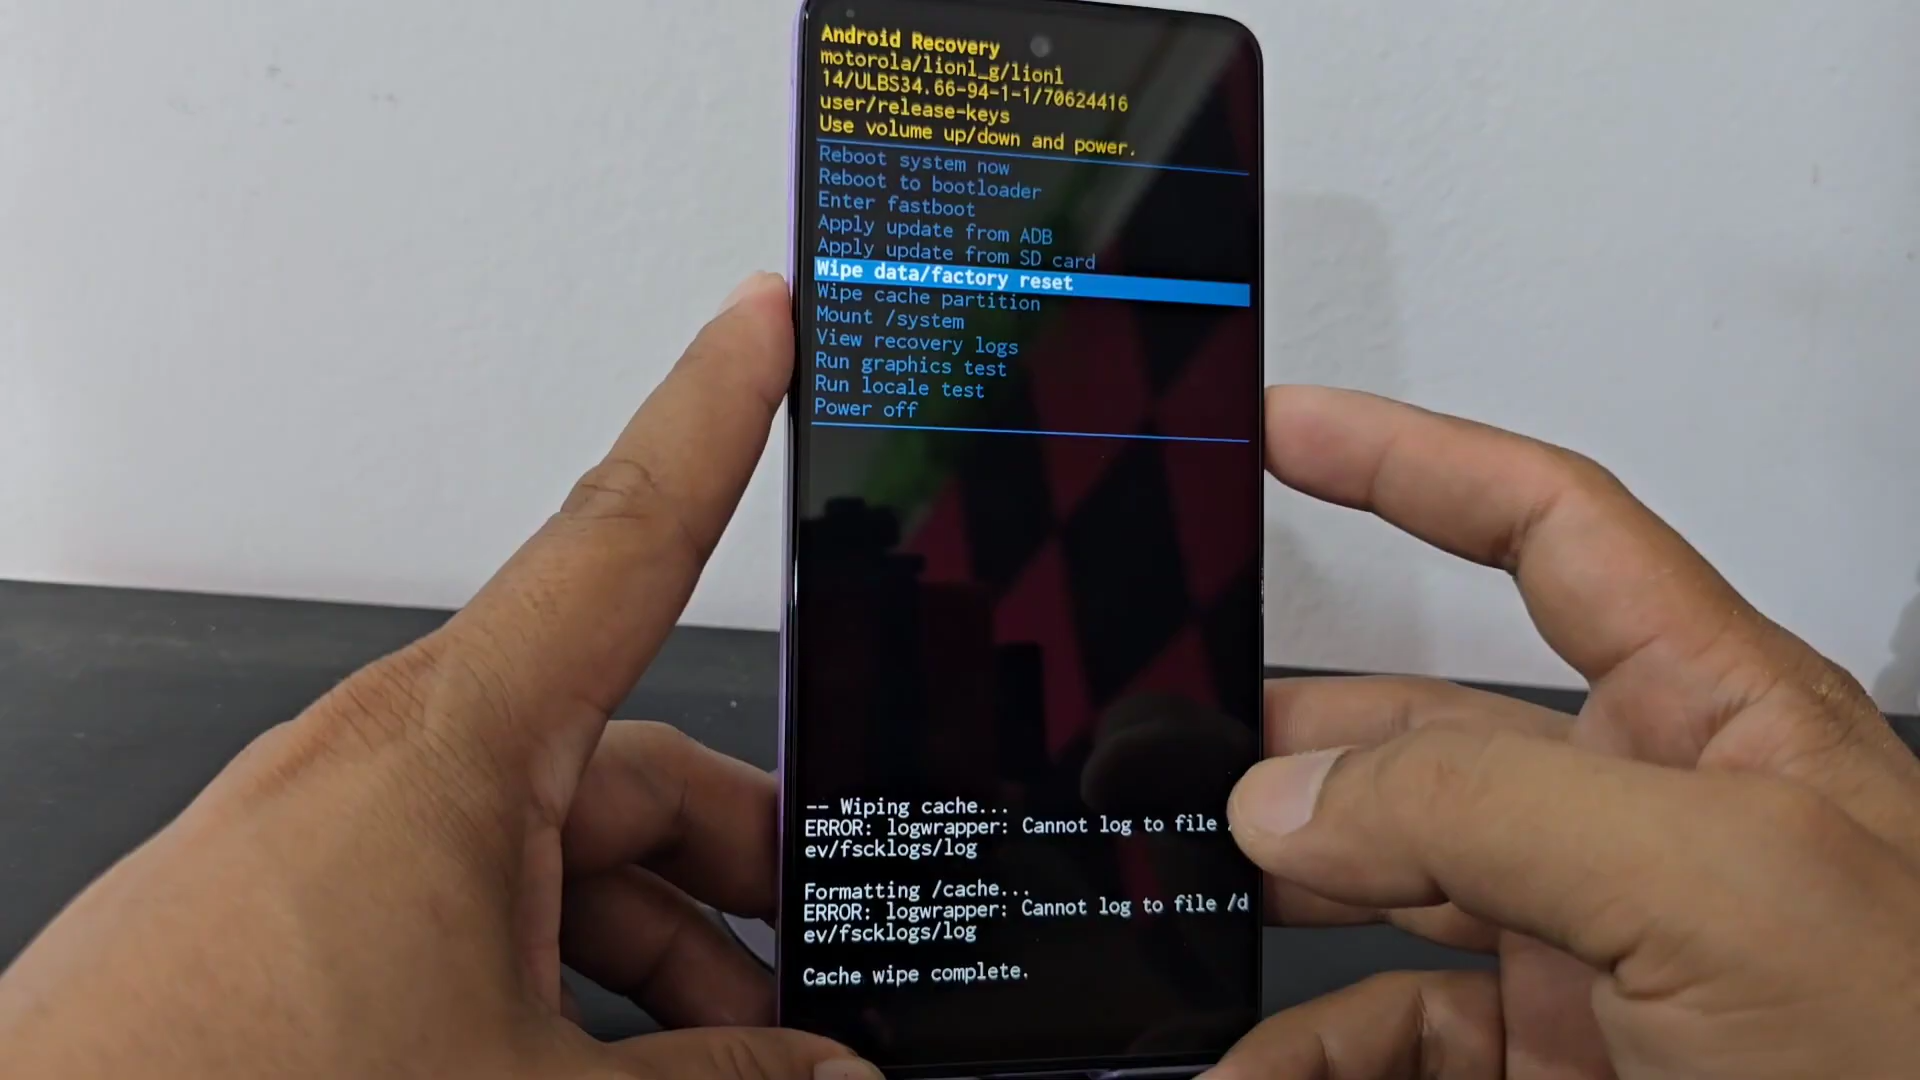 Android Recovery
motorola/lionl_g/lionl
14/ULBS34.66-94-1-1/70624416
user/release-keys
Use volume up/down and power.
Reboot system now
Reboot to bootloader
Enter fastboot
Apply update from ADB
Apply update from SD card
Wipe data/factory reset
Wipe cache partition
Mount /system
View recovery logs
Run graphics test
Run locale test
Power off
-- Wiping cache...
ERROR: logwrapper: Cannot log to file
ev/fscklogs/log
Formatting /cache...
ERROR: logwrapper: Cannot log to file /d
ev/fscklogs/log
Cache wipe complete.